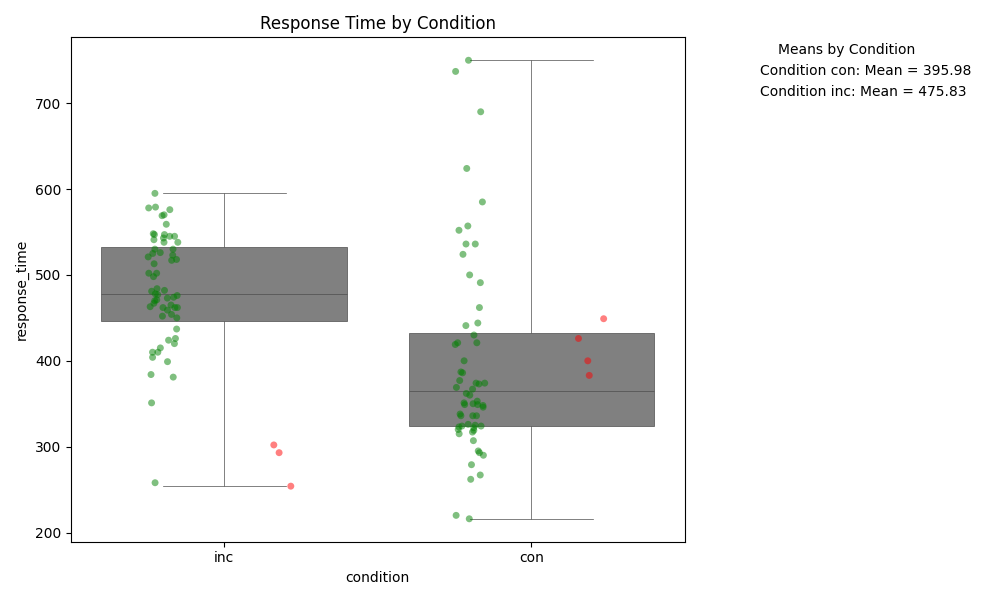 Response Time by Condition
Means by Condition
Condition con: Mean = 395.98
Condition inc: Mean = 475.83
700
600
500
400
300
200
response_time
inc
con
condition